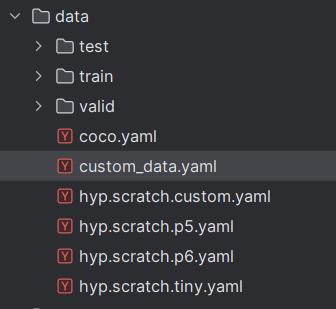 data
test
train
valid
coco.yaml
custom_data.yaml
hyp.scratch.custom.yaml
hyp.scratch.p5.yaml
hyp.scratch.p6.yaml
hyp.scratch.tiny.yaml